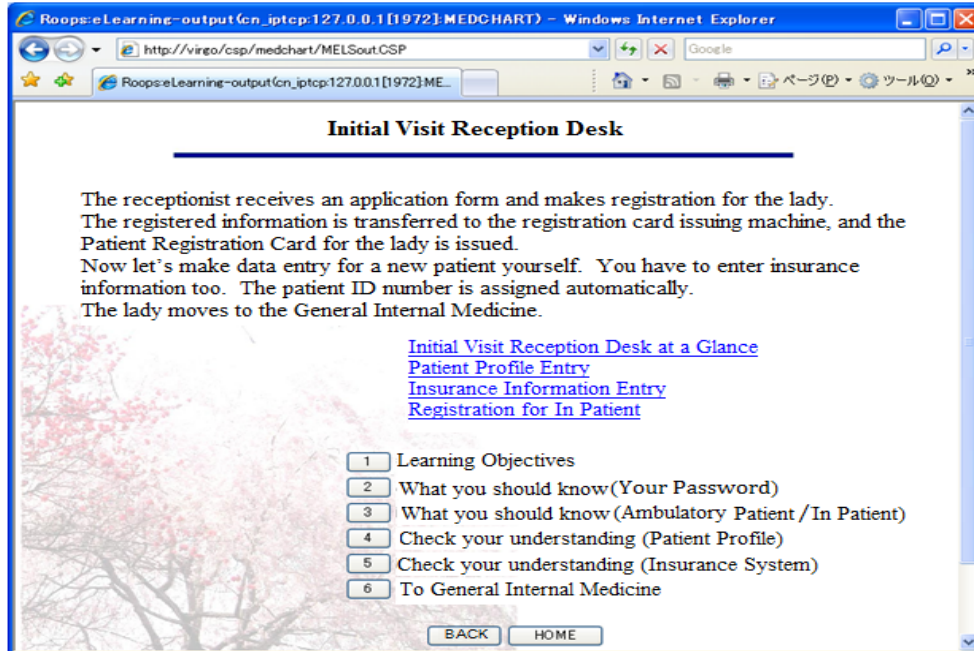 Roops:eLearning-output(cn_iptcp:127.0.0.1[1972]:MEDCHART) - Windows Internet Explorer
http://virgo/csp/medchart/MELSout.CSP
Google
Roops:eLearning-output(cn_iptcp:127.0.0.1[1972]:ME...
ページ(P)
ツール(O)
Initial Visit Reception Desk
The receptionist receives an application form and makes registration for the lady.
The registered information is transferred to the registration card issuing machine, and the
Patient Registration Card for the lady is issued.
Now let's make data entry for a new patient yourself. You have to enter insurance
information too. The patient ID number is assigned automatically.
The lady moves to the General Internal Medicine.
Initial Visit Reception Desk at a Glance
Patient Profile Entry
Insurance Information Entry
Registration for In Patient
1 Learning Objectives
2 What you should know(Your Password)
3 What you should know(Ambulatory Patient/In Patient)
4 Check your understanding (Patient Profile)
5 Check your understanding (Insurance System)
6 To General Internal Medicine
BACK HOME